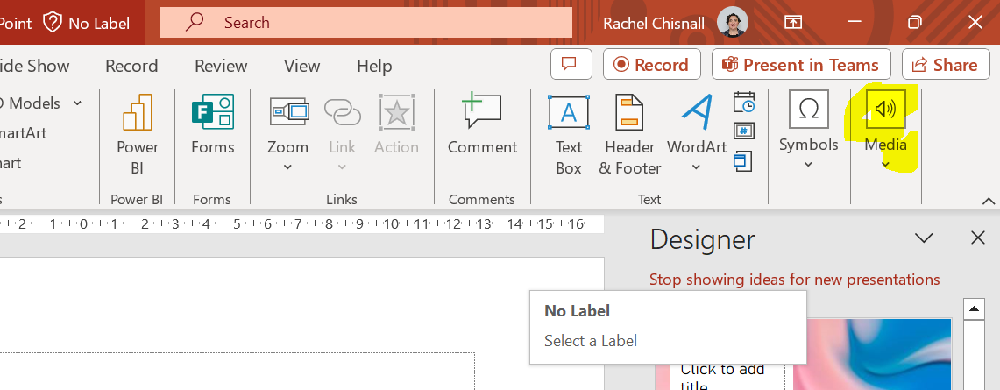 Point No Label Search Rachel Chisnall
ide Show Record Review View Help Record Present in Teams Share
D Models
martArt
art
Power
BI
Forms
Zoom
Link
Action
Comment
Text
Box
Header
& Footer
WordArt
Symbols
Media
s Power BI Forms Links Comments Text
2 1 0 1 2 3 4 5 6 7 8 9 10 11 12 13 14 15 16
Designer
Stop showing ideas for new presentations
No Label
Select a Label
Click to add
title